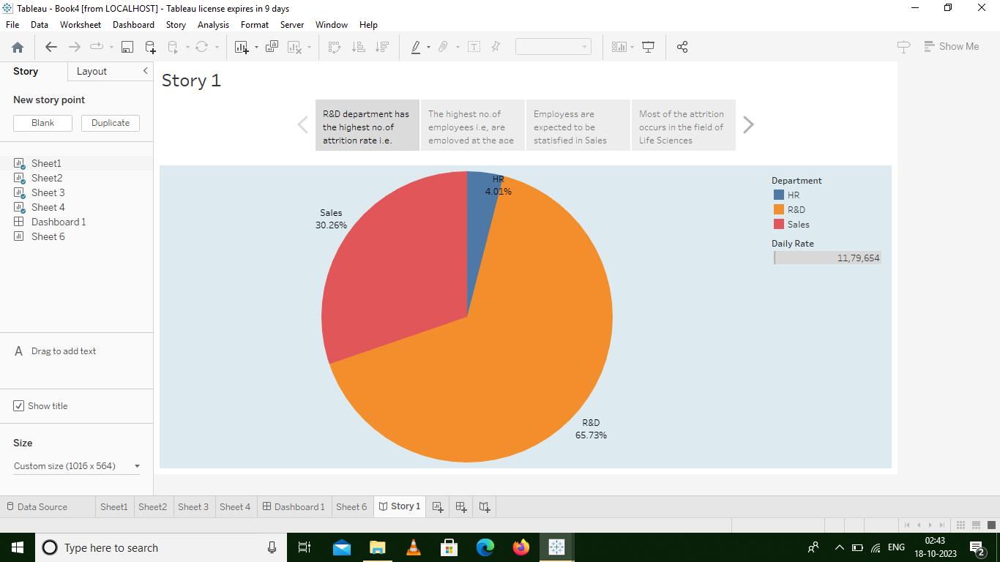 Tableau - Book4 [from LOCALHOST] - Tableau license expires in 9 days
File Data Worksheet Dashboard Story Analysis Format Server Window Help
Show Me
Story Layout
New story point
Blank Duplicate
Sheet1
Sheet2
Sheet 3
Sheet 4
Dashboard 1
Sheet 6
A Drag to add text
Show title
Size
Custom size (1016 x 564)
Story 1
R&D department has
the highest no.of
attrition rate i.e.
The highest no.of
employees i.e, are
employed at the age
Employess are
expected to be
statisfied in Sales
Most of the attrition
occurs in the field of
Life Sciences
HR
4.01%
Sales
30.26%
R&D
65.73%
Department
HR
R&D
Sales
Daily Rate
11,79,654
Data Source Sheet1 Sheet2 Sheet 3 Sheet 4 Dashboard 1 Sheet 6 Story 1
Type here to search
ENG
02:43
18-10-2023
2